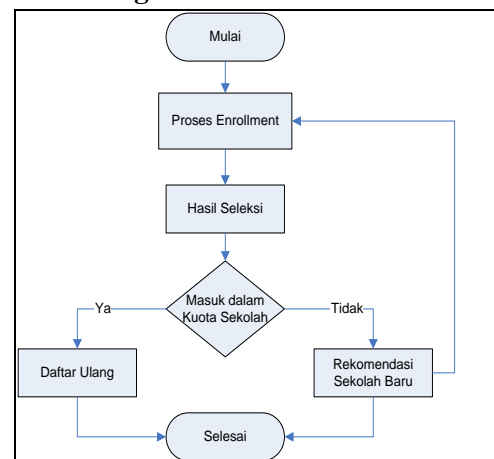 Mulai
Proses Enrollment
Hasil Seleksi
Masuk dalam
Kuota Sekolah
Ya
Tidak
Daftar Ulang
Rekomendasi
Sekolah Baru
Selesai